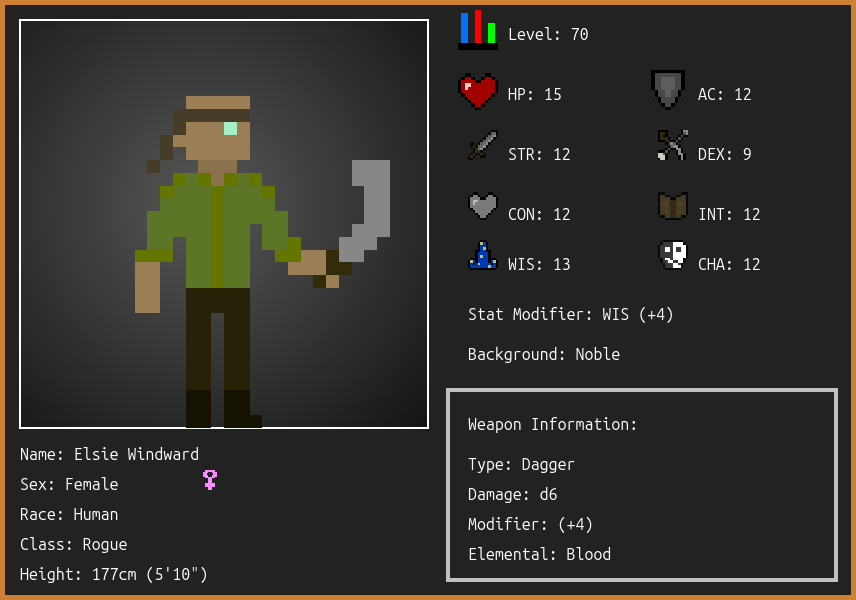 Level: 70
HP: 15
AC: 12
STR: 12
DEX: 9
CON: 12
INT: 12
WIS: 13
CHA: 12
Stat Modifier: WIS (+4)
Background: Noble
Weapon Information:
Type: Dagger
Damage: d6
Modifier: (+4)
Elemental: Blood
Name: Elsie Windward
Sex: Female
Race: Human
Class: Rogue
Height: 177cm (5'10")